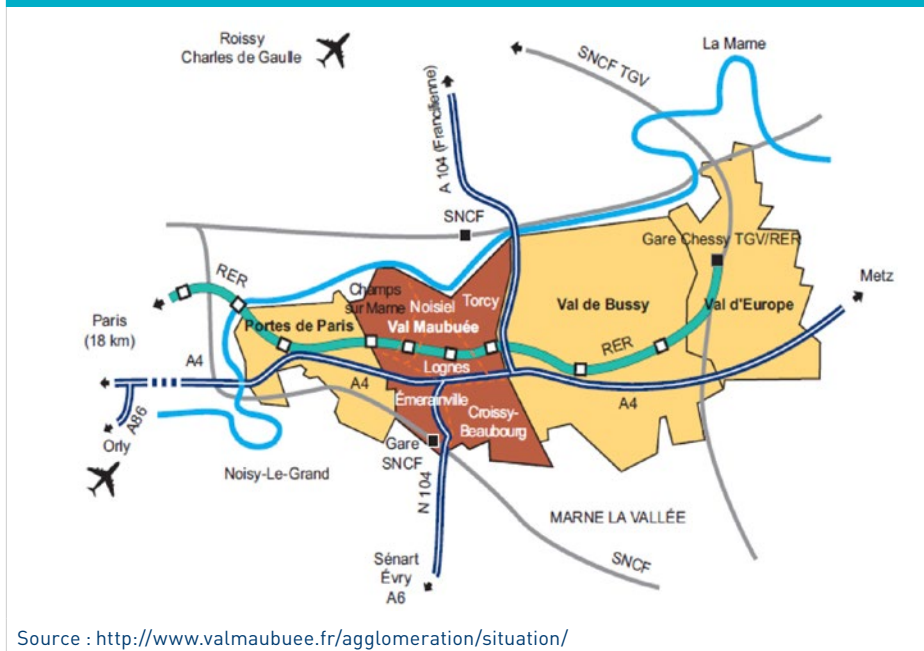 Roissy
Charles de Gaulle
La Marne
SNCF TGV
A 104 (Francilienne)
SNCF
Gare Chessy TGV/RER
RER
Metz
Champs
sur Marne
Noisiel
Torcy
Paris
(18 km)
Portes de Paris
Val Maubuée
Val de Bussy
Val d'Europe
RER
A4
Lognes
A4
A4
Émerainville
Croissy-
Beaubourg
A86
Orly
Gare
SNCF
Noisy-Le-Grand
N 104
MARNE LA VALLÉE
SNCF
Sénart
Évry
A6
Source : http://www.valmaubuee.fr/agglomeration/situation/